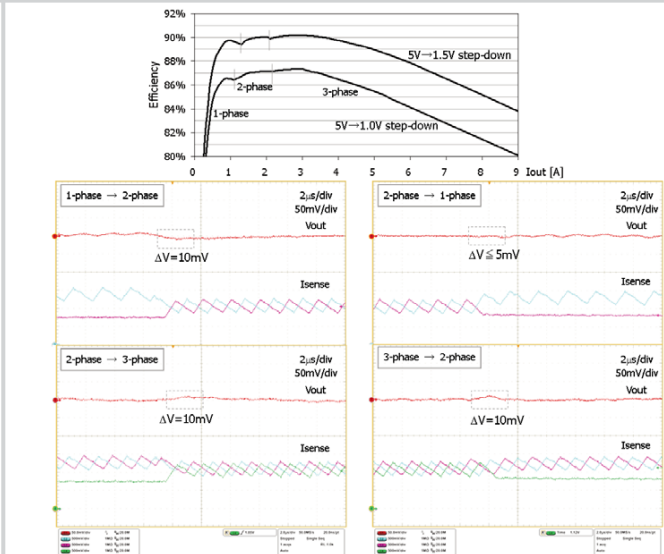 92%
90%
88%
86%
84%
82%
80%
Efficiency
5V→1.5V step-down
2-phase
3-phase
1-phase
5V→1.0V step-down
0 1 2 3 4 5 6 7 8 9 Iout [A]
1-phase → 2-phase
2μs/div
50mV/div
Vout
ΔV=10mV
Isense
2-phase → 1-phase
2μs/div
50mV/div
Vout
ΔV≦5mV
Isense
2-phase → 3-phase
2μs/div
50mV/div
Vout
ΔV=10mV
Isense
3-phase → 2-phase
2μs/div
50mV/div
Vout
ΔV=10mV
Isense